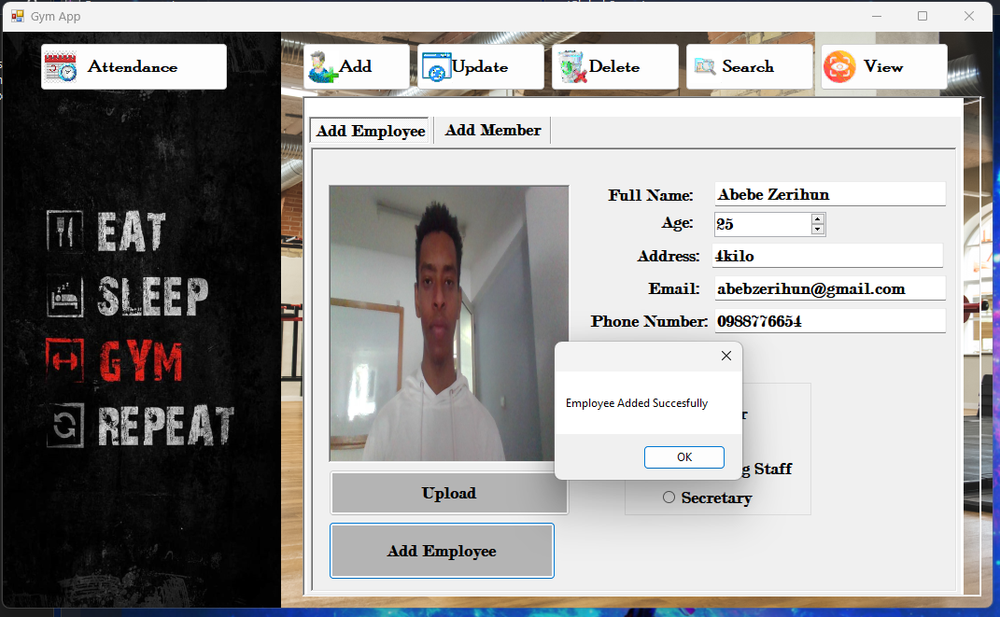 Gym App
Attendance
Add
Update
Delete
Search
View
Add Employee
Add Member
EAT
SLEEP
GYM
REPEAT
Full Name:
Abebe Zerihun
Age:
25
Address:
4kilo
Email:
abebzerihun@gmail.com
Phone Number:
0988776654
Employee Added Succesfully
OK
Staff
Secretary
Upload
Add Employee